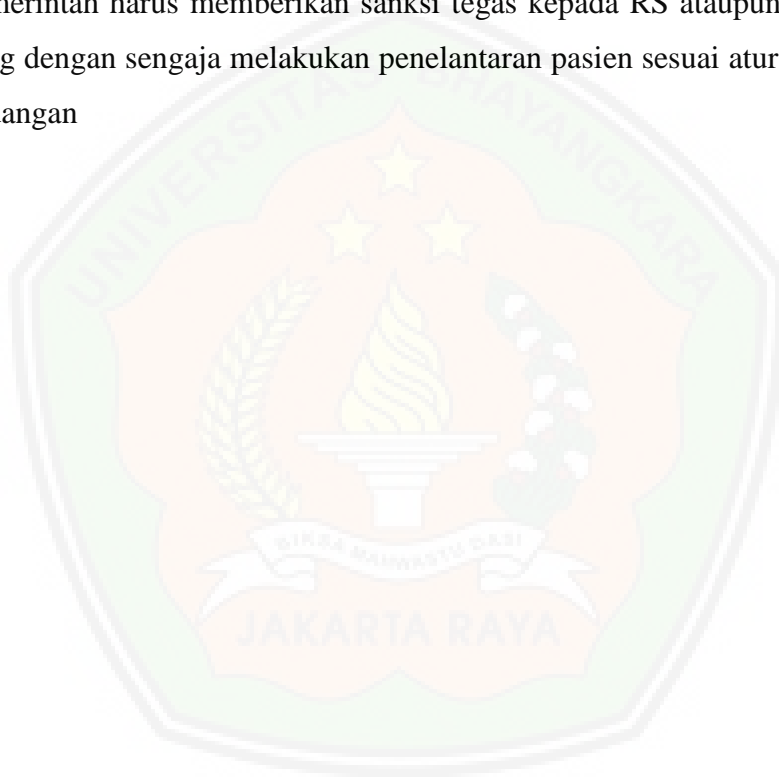 merintah harus memberikan sanksi tegas kepada RS ataupun
g dengan sengaja melakukan penelantaran pasien sesuai atur
dangan
UNIVERSITAS BHAYANGKARA
JAKARTA RAYA